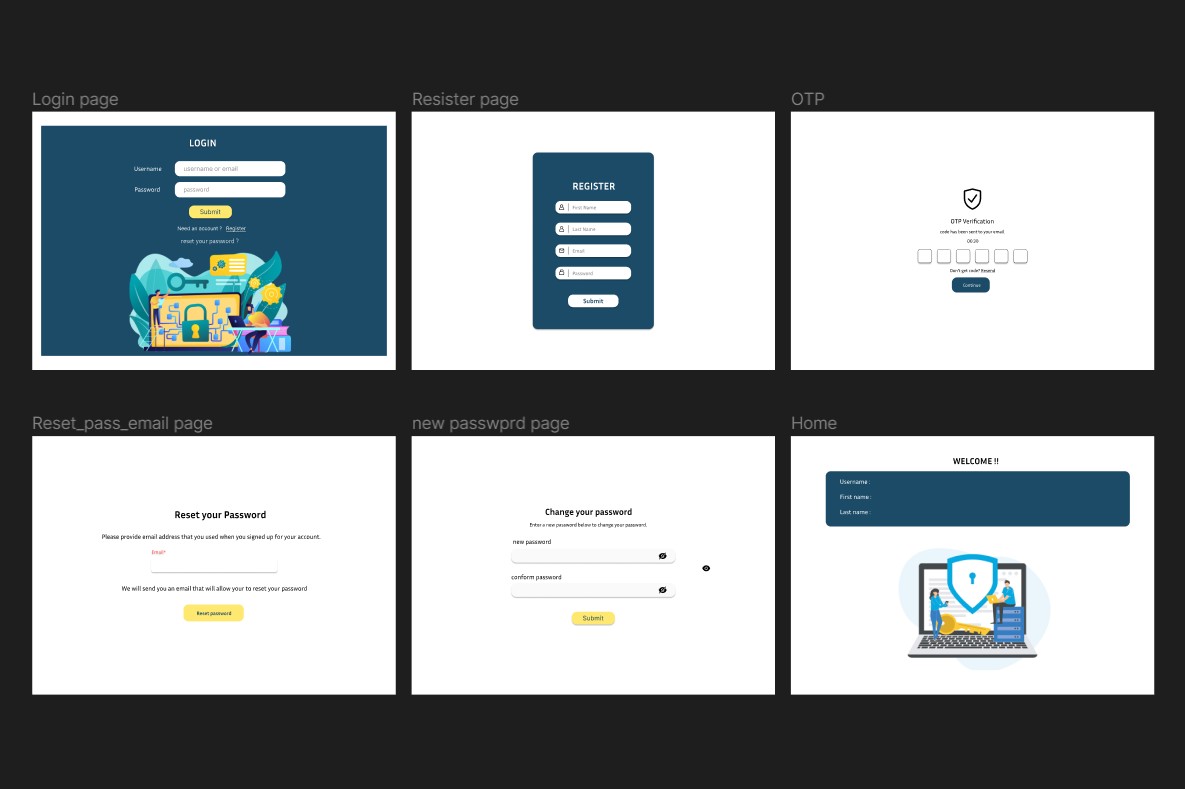 Login page
LOGIN
Username
username or email
Password
password
Submit
Need an account ? Register
reset your password ?
Resister page
REGISTER
First Name
Last Name
Email
Password
Submit
OTP
OTP Verification
code has been sent to your email
00:39
Don't get code? Resend
Continue
Reset_pass_email page
Reset your Password
Please provide email address that you used when you signed up for your account.
Email*
We will send you an email that will allow your to reset your password
Reset password
new passwprd page
Change your password
Enter a new password below to change your password.
new password
conform password
Submit
Home
WELCOME !!
Username :
First name :
Last name :